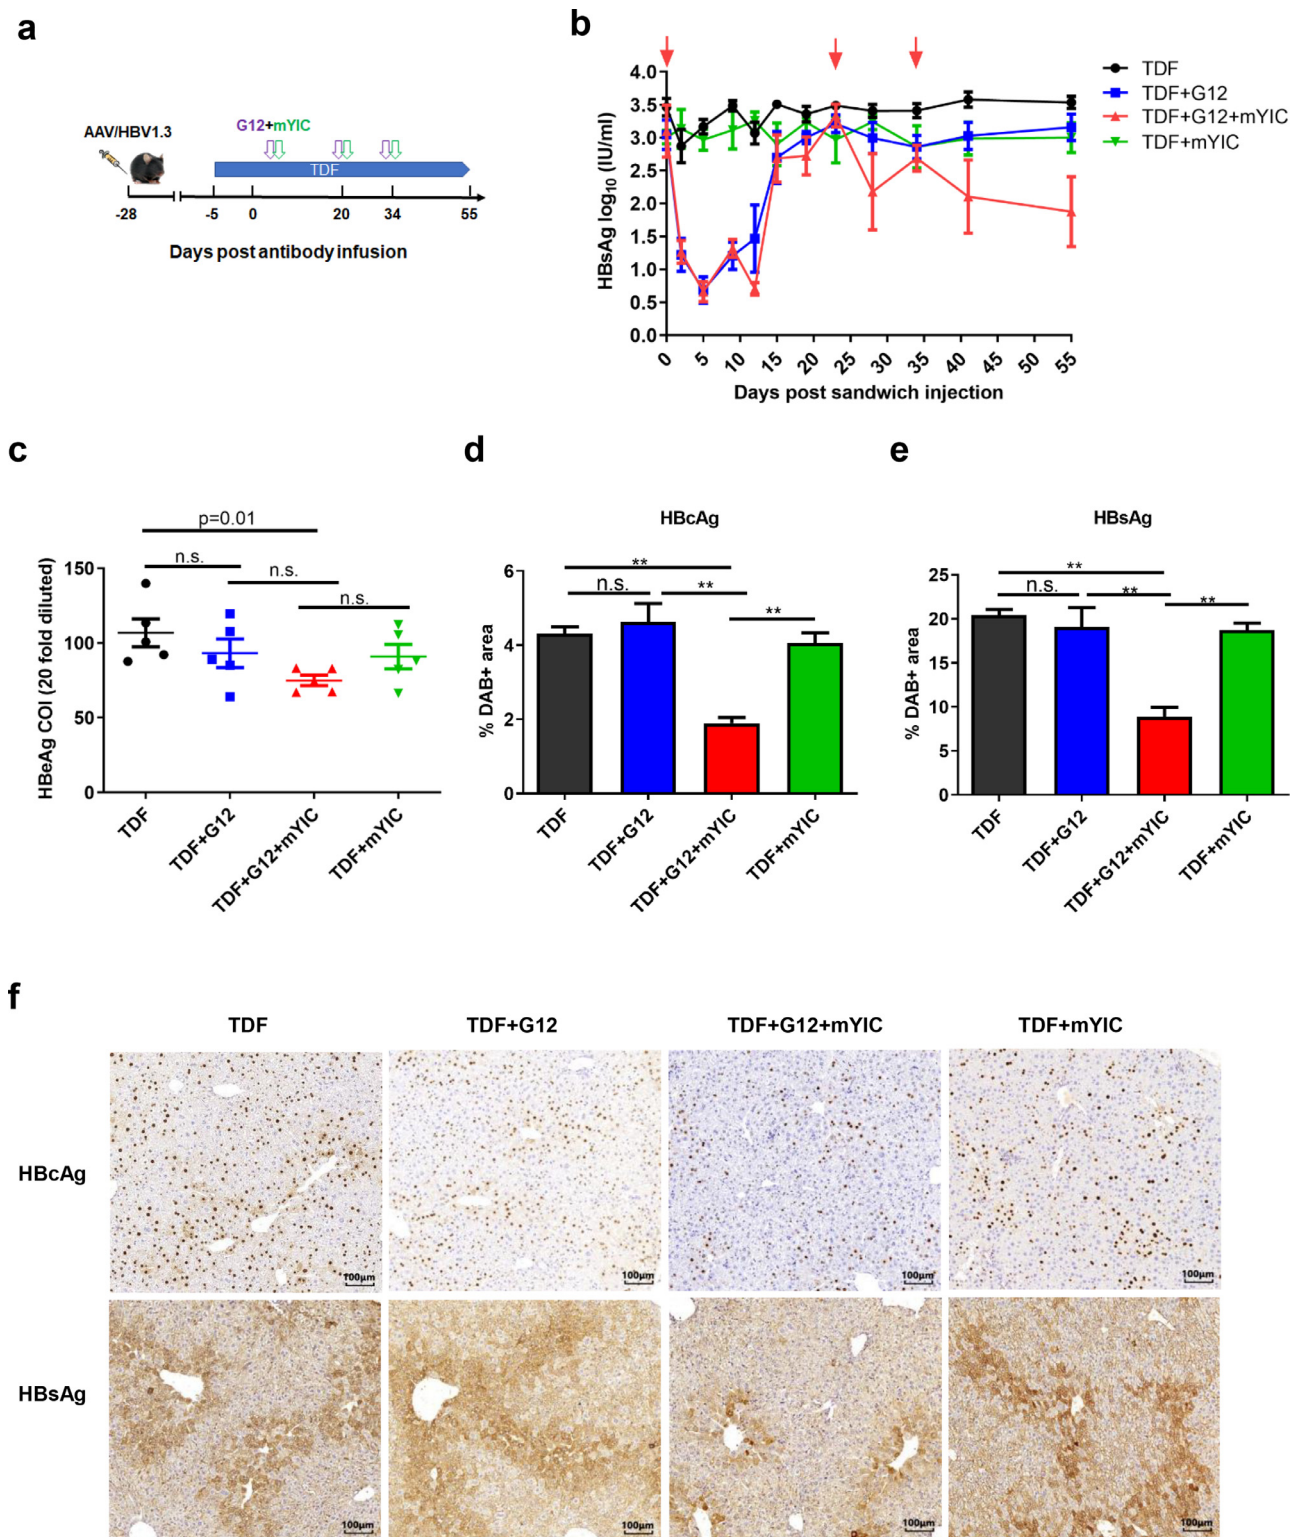 a
AAV/HBV1.3
G12+mYIC
TDF
-28
-5
0
20
34
55
Days post antibody infusion
b
HBsAg log10 (IU/ml)
4.0
3.5
3.0
2.5
2.0
1.5
1.0
0.5
0.0
0
5
10
15
20
25
30
35
40
45
50
55
Days post sandwich injection
TDF
TDF+G12
TDF+G12+mYIC
TDF+mYIC
c
HBeAg COI (20 fold diluted)
p=0.01
n.s.
n.s.
n.s.
150
100
50
0
TDF
TDF+G12
TDF+G12+mYIC
TDF+mYIC
d
HBcAg
% DAB+ area
**
n.s.
**
**
6
4
2
0
TDF
TDF+G12
TDF+G12+mYIC
TDF+mYIC
e
HBsAg
% DAB+ area
**
n.s.
**
**
25
20
15
10
5
0
TDF
TDF+G12
TDF+G12+mYIC
TDF+mYIC
f
TDF
TDF+G12
TDF+G12+mYIC
TDF+mYIC
HBcAg
100μm
100μm
100μm
100μm
HBsAg
100μm
100μm
100μm
100μm